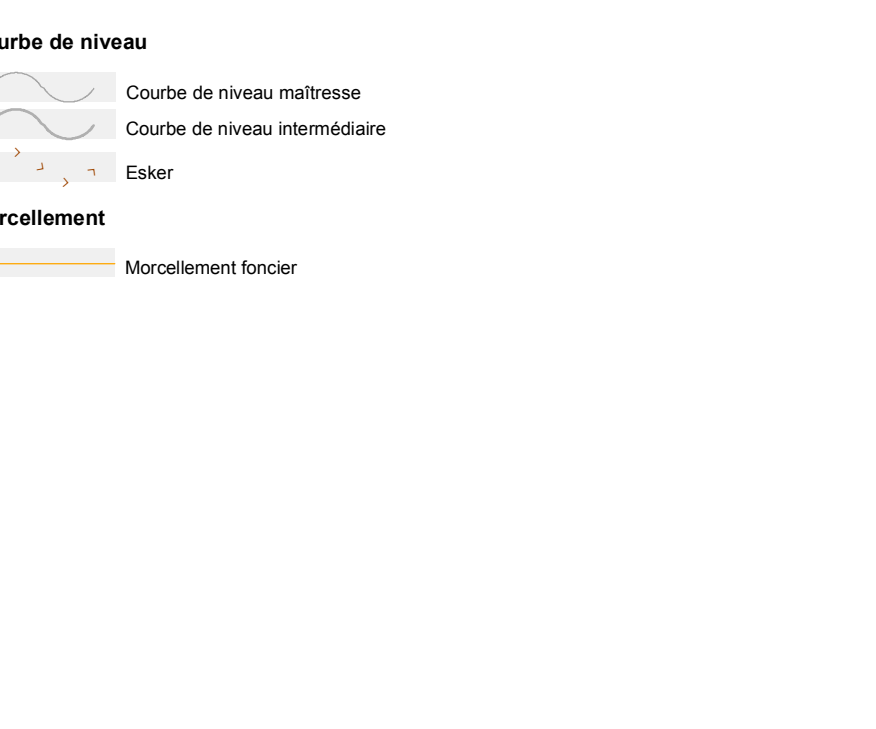 urbe de niveau
Courbe de niveau maîtresse
Courbe de niveau intermédiaire
Esker
rcellement
Morcellement foncier